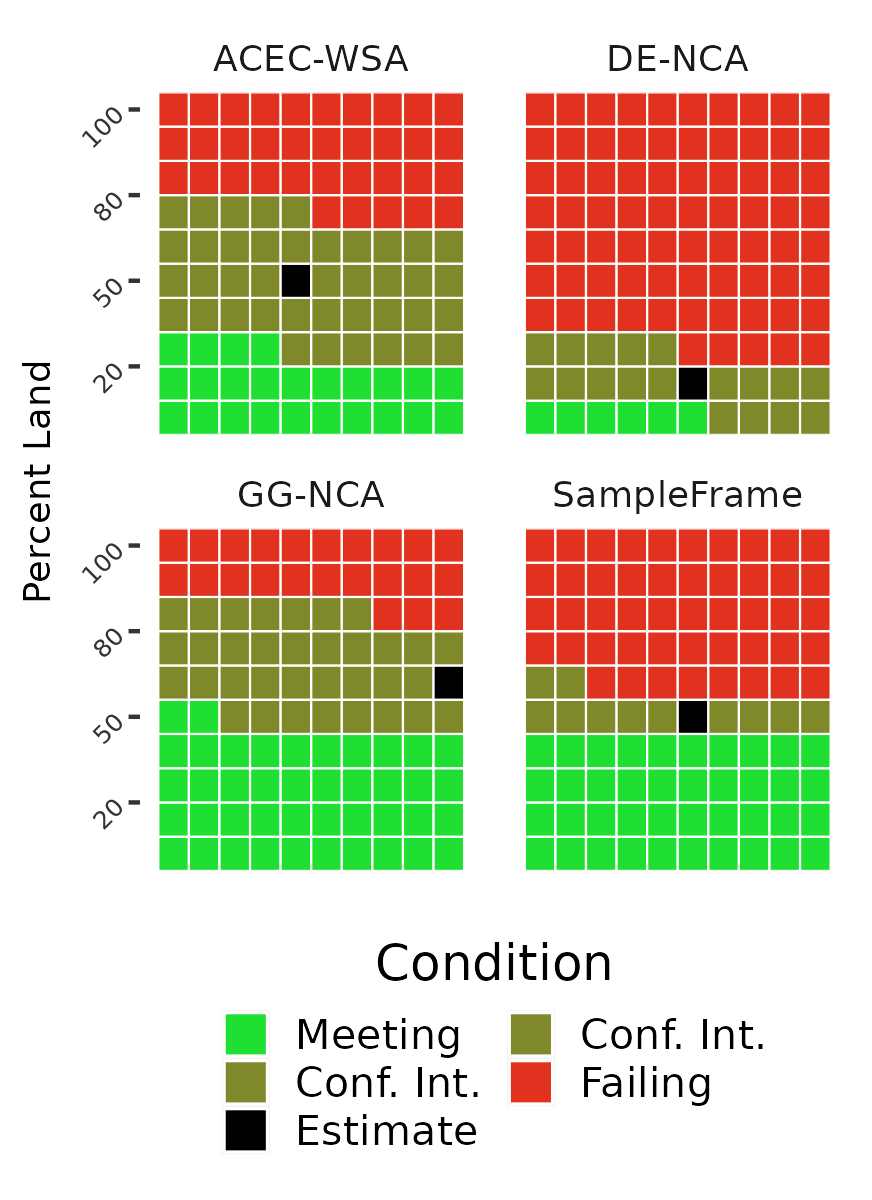 ACEC-WSA
DE-NCA
100
80
50
20
Percent Land
GG-NCA
SampleFrame
100
80
50
20
Condition
Meeting
Conf. Int.
Conf. Int.
Failing
Estimate